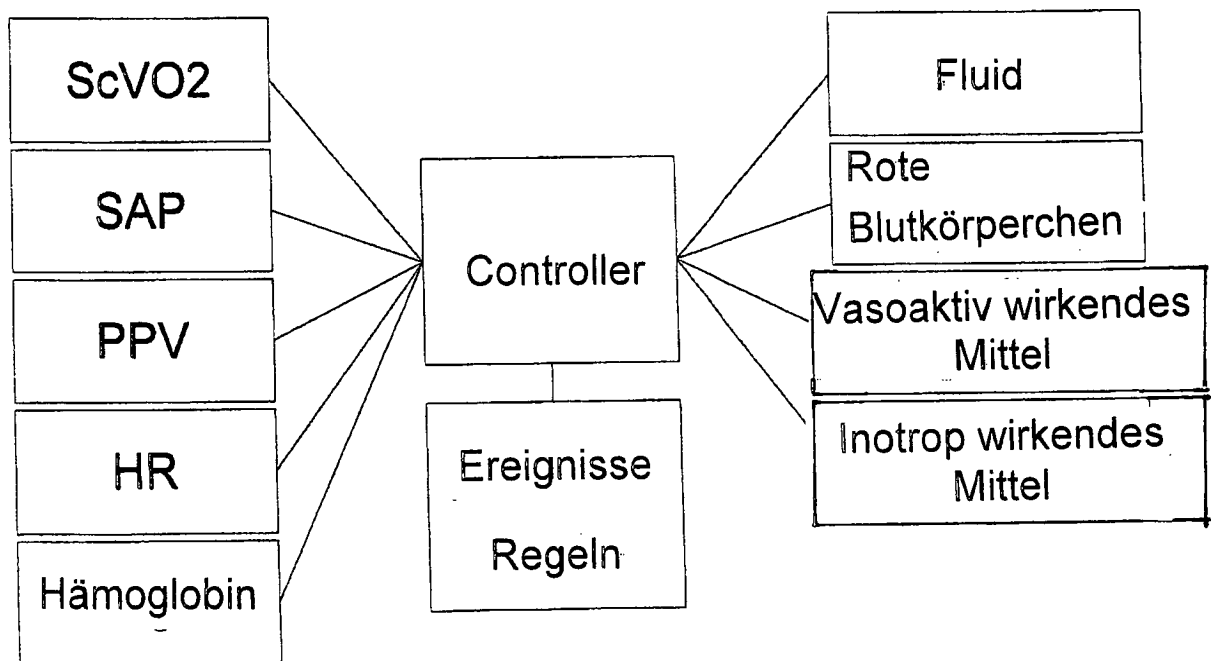 ScVO2
SAP
PPV
HR
Hämoglobin
Controller
Ereignisse
Regeln
Fluid
Rote
Blutkörperchen
Vasoaktiv wirkendes
Mittel
Inotrop wirkendes
Mittel